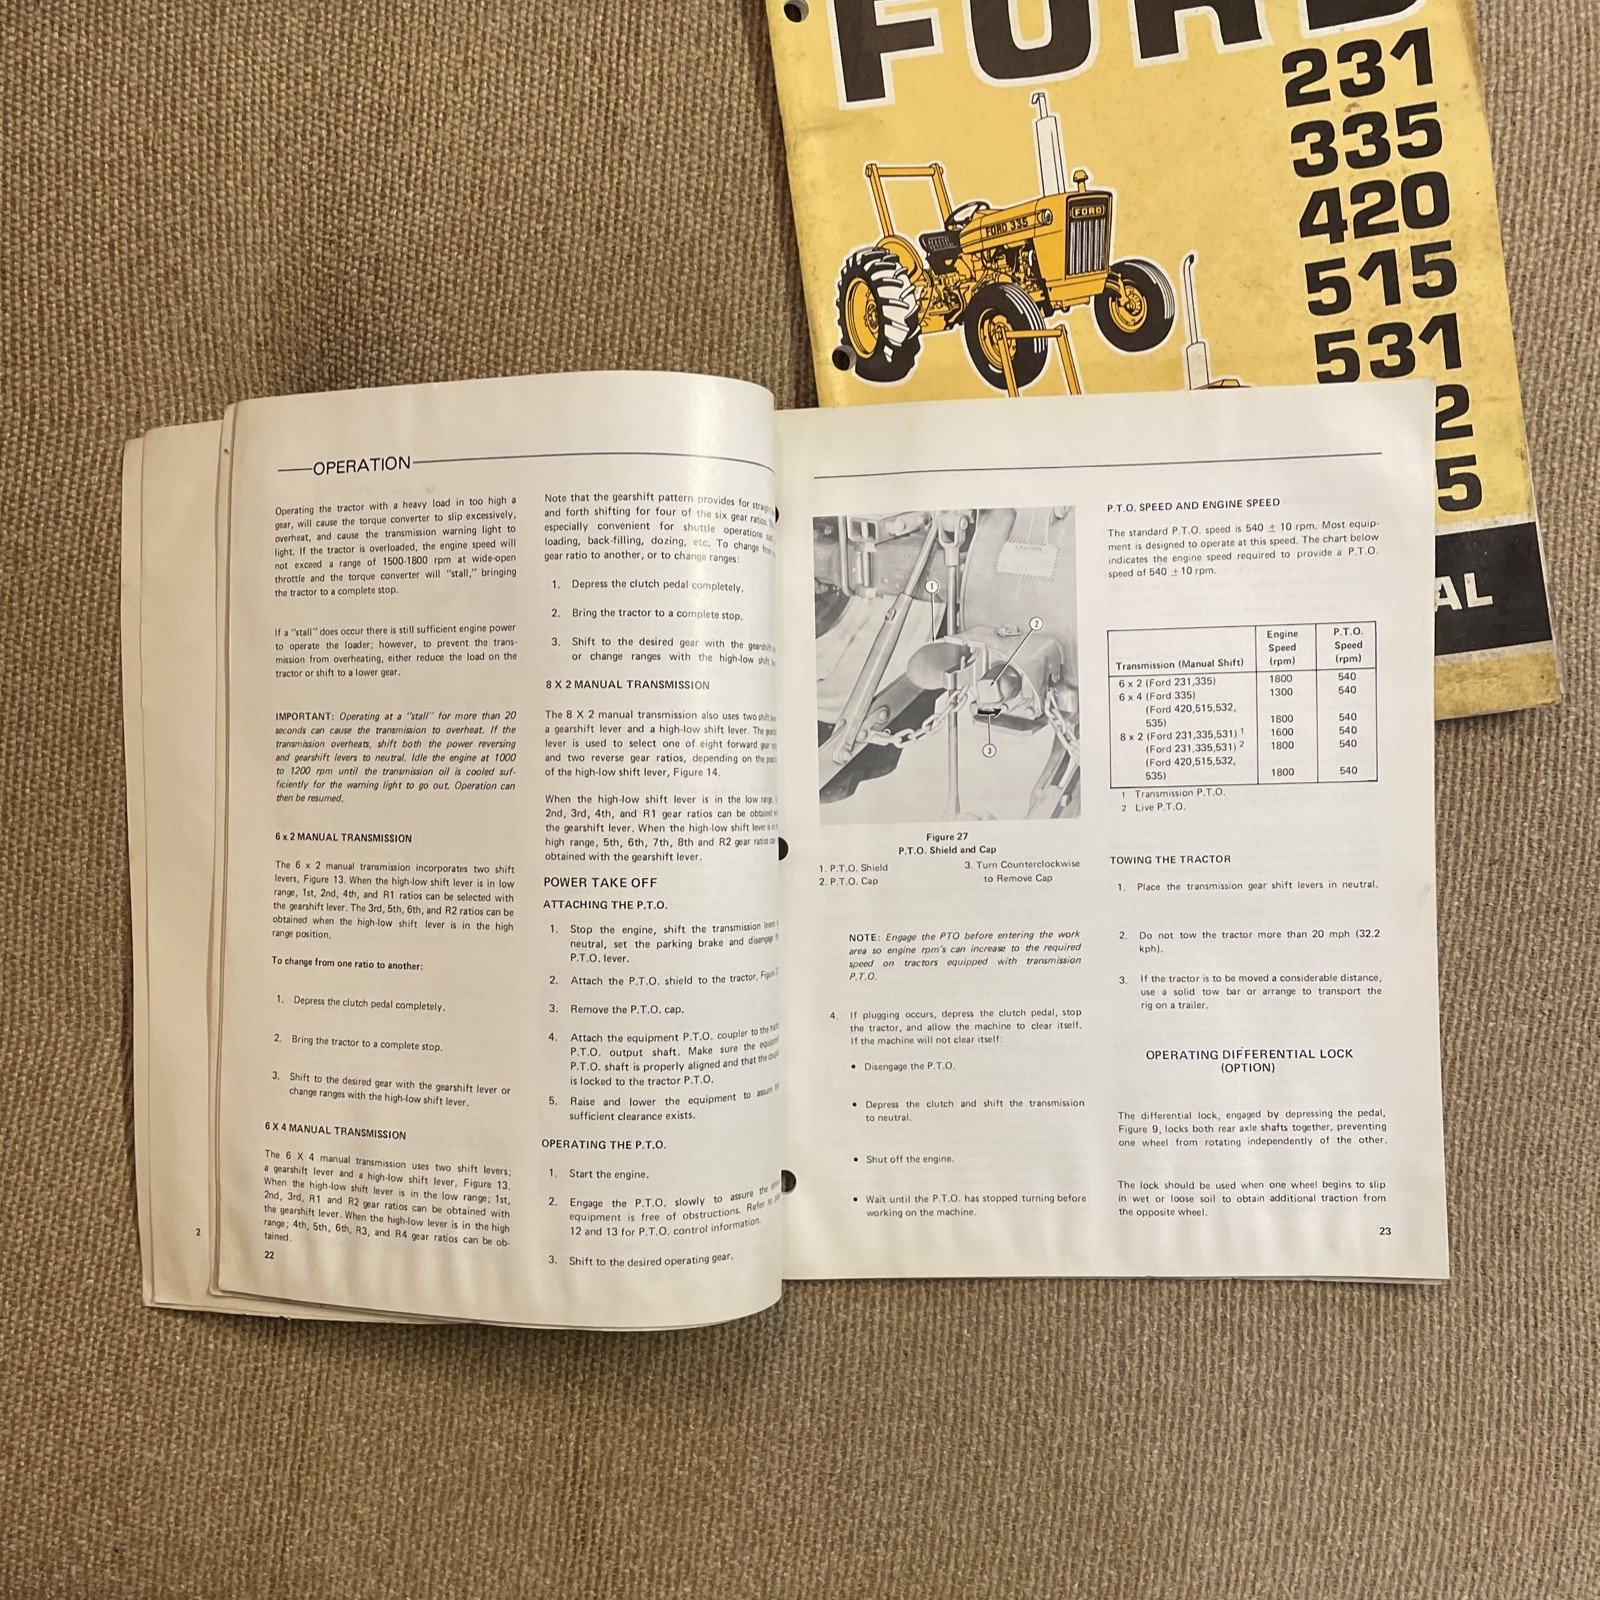 FORD
231
335
420
515
531
2
5
AL
FORD 335
FORD
OPERATION
Operating the tractor with a heavy load in too high a
gear, will cause the torque converter to slip excessively,
overheat, and cause the transmission warning light to
light. If the tractor is overloaded, the engine speed will
not exceed a range of 1500-1800 rpm at wide-open
throttle and the torque converter will "stall," bringing
the tractor to a complete stop.
If a "stall" does occur there is still sufficient engine power
to operate the loader; however, to prevent the trans-
mission from overheating, either reduce the load on the
tractor or shift to a lower gear.
IMPORTANT: Operating at a "stall" for more than 20
seconds can cause the transmission to overheat. If the
transmission overheats, shift both the power reversing
and gearshift levers to neutral. Idle the engine at 1000
to 1200 rpm until the transmission oil is cooled suf-
ficiently for the warning light to go out. Operation can
then be resumed.
6 x 2 MANUAL TRANSMISSION
The 6 x 2 manual transmission incorporates two shift
levers, Figure 13. When the high-low shift lever is in low
range, 1st, 2nd, 4th, and R1 ratios can be selected with
the gearshift lever. The 3rd, 5th, 6th, and R2 ratios can be
obtained when the high-low shift lever is in the high
range position.
To change from one ratio to another:
1. Depress the clutch pedal completely.
2. Bring the tractor to a complete stop.
3. Shift to the desired gear with the gearshift lever or
change ranges with the high-low shift lever.
6 X 4 MANUAL TRANSMISSION
The 6 X 4 manual transmission uses two shift levers;
a gearshift lever and a high-low shift lever, Figure 13.
When the high-low shift lever is in the low range; 1st,
2nd, 3rd, R1 and R2 gear ratios can be obtained with
the gearshift lever. When the high-low lever is in the high
range; 4th, 5th, 6th, R3, and R4 gear ratios can be ob-
tained.
2
22
Note that the gearshift pattern provides for straight
and forth shifting for four of the six gear ratios.
especially convenient for shuttle operations
loading, back-filling, dozing, etc. To change from
gear ratio to another, or to change ranges:
1. Depress the clutch pedal completely.
2. Bring the tractor to a complete stop.
3. Shift to the desired gear with the gearshift
or change ranges with the high-low shift
8 X 2 MANUAL TRANSMISSION
The 8 X 2 manual transmission also uses two shift
a gearshift lever and a high-low shift lever. The
lever is used to select one of eight forward
and two reverse gear ratios, depending on the
of the high-low shift lever, Figure 14.
When the high-low shift lever is in the low range,
2nd, 3rd, 4th, and R1 gear ratios can be obtained
the gearshift lever. When the high-low shift lever is in
high range, 5th, 6th, 7th, 8th and R2 gear ratios
obtained with the gearshift lever.
POWER TAKE OFF
ATTACHING THE P.T.O.
1. Stop the engine, shift the transmission levers
neutral, set the parking brake and disengage
P.T.O. lever.
2. Attach the P.T.O. shield to the tractor,
3. Remove the P.T.O. cap.
4. Attach the equipment P.T.O. coupler to the
P.T.O. output shaft. Make sure the
P.T.O. shaft is properly aligned and that the
is locked to the tractor P.T.O.
5. Raise and lower the equipment to assure
sufficient clearance exists.
OPERATING THE P.T.O.
1. Start the engine.
2. Engage the P.T.O. slowly to assure the
equipment is free of obstructions. Refer to
12 and 13 for P.T.O. control information.
3. Shift to the desired operating gear.
CAUTION
1
2
3
Figure 27
P.T.O. Shield and Cap
1. P.T.O. Shield
2. P.T.O. Cap
3. Turn Counterclockwise
to Remove Cap
NOTE: Engage the PTO before entering the work
area so engine rpm's can increase to the required
speed on tractors equipped with transmission
P.T.O.
4. If plugging occurs, depress the clutch pedal, stop
the tractor, and allow the machine to clear itself.
If the machine will not clear itself:
• Disengage the P.T.O.
• Depress the clutch and shift the transmission
to neutral.
• Shut off the engine.
• Wait until the P.T.O. has stopped turning before
working on the machine.
P.T.O. SPEED AND ENGINE SPEED
The standard P.T.O. speed is 540 ± 10 rpm. Most equip-
ment is designed to operate at this speed. The chart below
indicates the engine speed required to provide a P.T.O.
speed of 540 ± 10 rpm.
Transmission (Manual Shift) Engine Speed (rpm) P.T.O. Speed (rpm)
6 x 2 (Ford 231,335) 1800 540
6 x 4 (Ford 335) 1300 540
(Ford 420,515,532,
535) 1800 540
8 x 2 (Ford 231,335,531) 1 1600 540
(Ford 231,335,531) 2 1800 540
(Ford 420,515,532,
535) 1800 540
1 Transmission P.T.O.
2 Live P.T.O.
TOWING THE TRACTOR
1. Place the transmission gear shift levers in neutral.
2. Do not tow the tractor more than 20 mph (32.2
kph).
3. If the tractor is to be moved a considerable distance,
use a solid tow bar or arrange to transport the
rig on a trailer.
OPERATING DIFFERENTIAL LOCK
(OPTION)
The differential lock, engaged by depressing the pedal,
Figure 9, locks both rear axle shafts together, preventing
one wheel from rotating independently of the other.
The lock should be used when one wheel begins to slip
in wet or loose soil to obtain additional traction from
the opposite wheel.
23